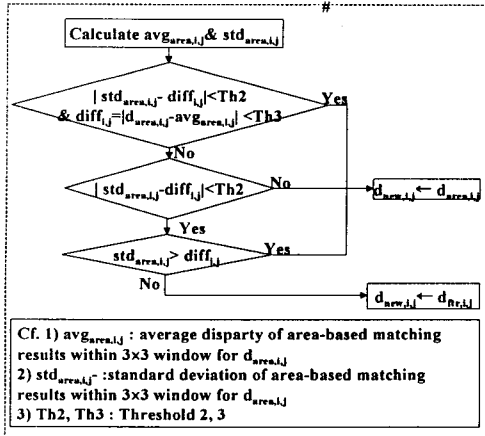 #
Calculate avg_area,i,j & std_area,i,j
| std_area,i,j- diff_i,j|<Th2
& diff_i,j=|d_area,i,j-avg_area,i,j| <Th3
Yes
No
| std_area,i,j-diff_i,j|<Th2
No
d_new,i,j← d_area,i,j
Yes
std_area,i,j> diff_i,j
Yes
No
d_new,i,j← d_ftr,i,j
Cf. 1) avg_area,i,j : average disparty of area-based matching
results within 3×3 window for d_area,i,j
2) std_area,i,j- :standard deviation of area-based matching
results within 3×3 window for d_area,i,j
3) Th2, Th3 : Threshold 2, 3